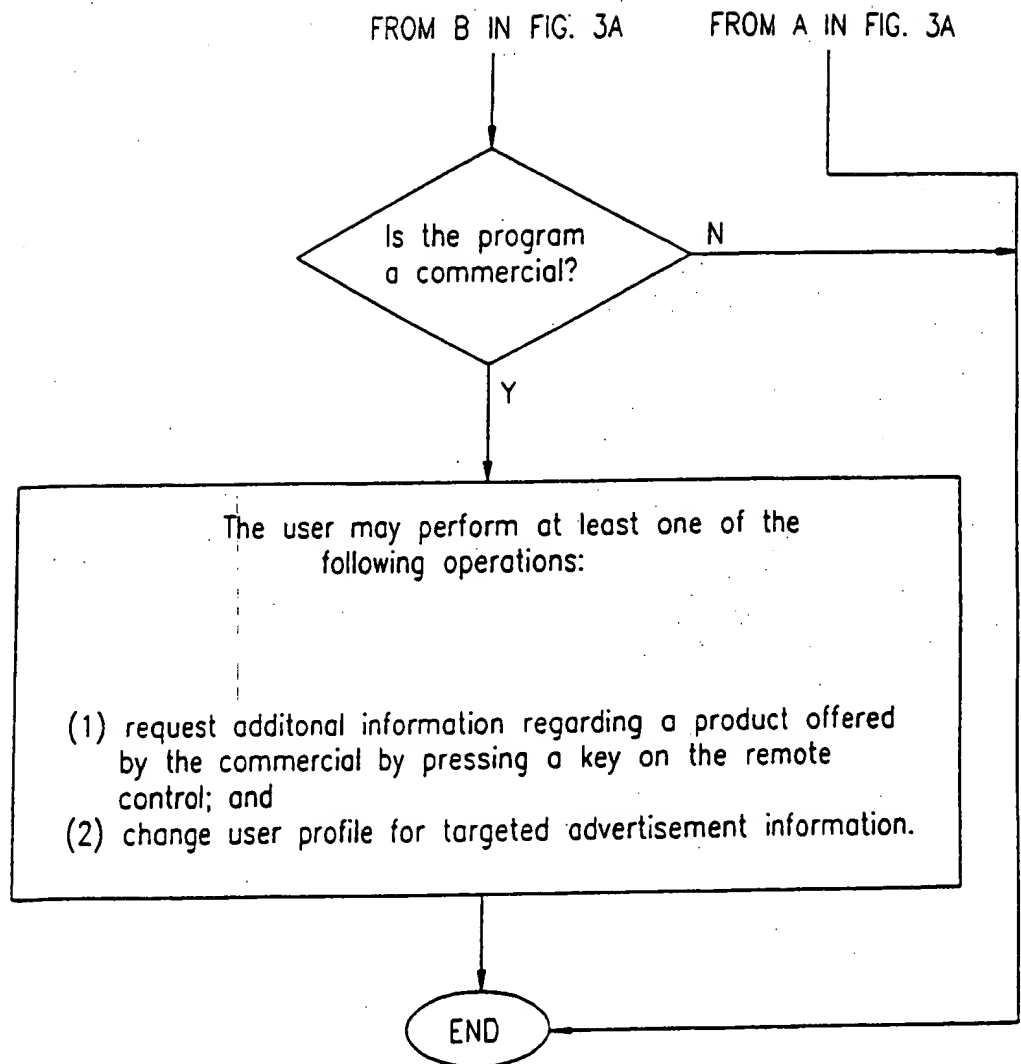 FROM B IN FIG. 3A
FROM A IN FIG. 3A
Is the program
a commercial?
N
Y
The user may perform at least one of the
following operations:
(1) request additonal information regarding a product offered
by the commercial by pressing a key on the remote
control; and
(2) change user profile for targeted advertisement information.
END